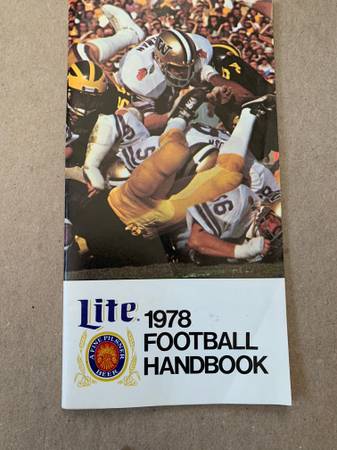 Lite
A FINE PILSNER BEER
1978
FOOTBALL
HANDBOOK